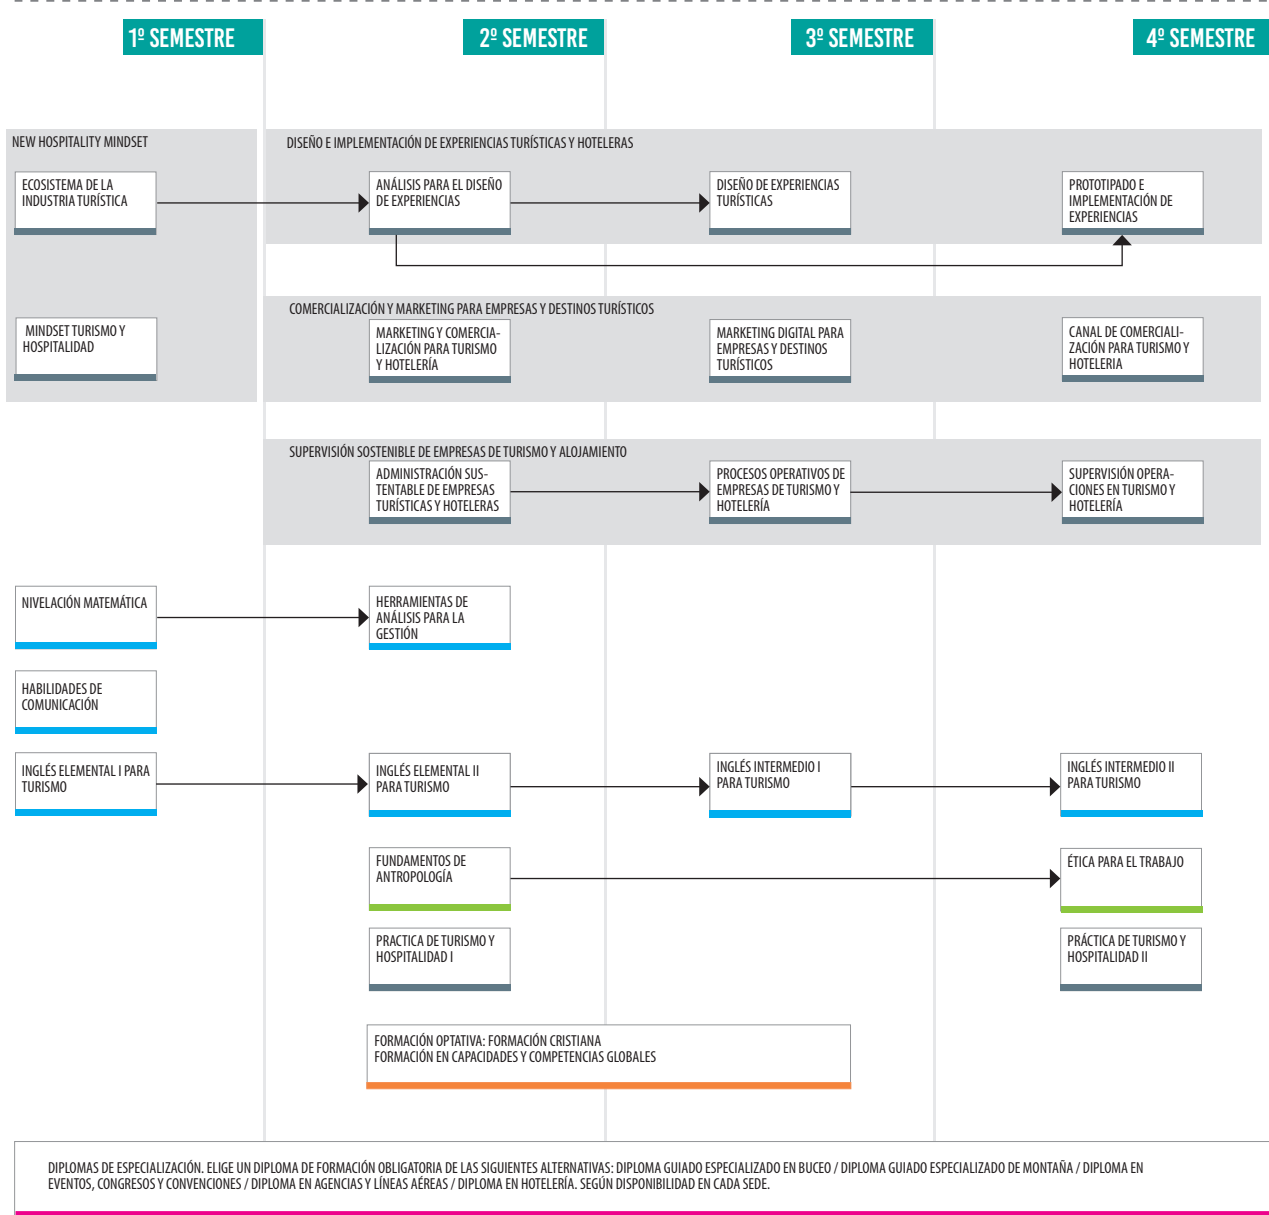 1º SEMESTRE
2º SEMESTRE
3º SEMESTRE
4º SEMESTRE
NEW HOSPITALITY MINDSET
DISEÑO E IMPLEMENTACIÓN DE EXPERIENCIAS TURÍSTICAS Y HOTELERAS
ECOSISTEMA DE LA
INDUSTRIA TURÍSTICA
ANÁLISIS PARA EL DISEÑO
DE EXPERIENCIAS
DISEÑO DE EXPERIENCIAS
TURÍSTICAS
PROTOTIPADO E
IMPLEMENTACIÓN DE
EXPERIENCIAS
COMERCIALIZACIÓN Y MARKETING PARA EMPRESAS Y DESTINOS TURÍSTICOS
MINDSET TURISMO Y
HOSPITALIDAD
MARKETING Y COMERCIA-
LIZACIÓN PARA TURISMO
Y HOTELERÍA
MARKETING DIGITAL PARA
EMPRESAS Y DESTINOS
TURÍSTICOS
CANAL DE COMERCIALI-
ZACIÓN PARA TURISMO Y
HOTELERIA
SUPERVISIÓN SOSTENIBLE DE EMPRESAS DE TURISMO Y ALOJAMIENTO
ADMINISTRACIÓN SUS-
TENTABLE DE EMPRESAS
TURÍSTICAS Y HOTELERAS
PROCESOS OPERATIVOS DE
EMPRESAS DE TURISMO Y
HOTELERÍA
SUPERVISIÓN OPERA-
CIONES EN TURISMO Y
HOTELERÍA
NIVELACIÓN MATEMÁTICA
HERRAMIENTAS DE
ANÁLISIS PARA LA
GESTIÓN
HABILIDADES DE
COMUNICACIÓN
INGLÉS ELEMENTAL I PARA
TURISMO
INGLÉS ELEMENTAL II
PARA TURISMO
INGLÉS INTERMEDIO I
PARA TURISMO
INGLÉS INTERMEDIO II
PARA TURISMO
FUNDAMENTOS DE
ANTROPOLOGÍA
ÉTICA PARA EL TRABAJO
PRACTICA DE TURISMO Y
HOSPITALIDAD I
PRÁCTICA DE TURISMO Y
HOSPITALIDAD II
FORMACIÓN OPTATIVA: FORMACIÓN CRISTIANA
FORMACIÓN EN CAPACIDADES Y COMPETENCIAS GLOBALES
DIPLOMAS DE ESPECIALIZACIÓN. ELIGE UN DIPLOMA DE FORMACIÓN OBLIGATORIA DE LAS SIGUIENTES ALTERNATIVAS: DIPLOMA GUIADO ESPECIALIZADO EN BUCEO / DIPLOMA GUIADO ESPECIALIZADO DE MONTAÑA / DIPLOMA EN
EVENTOS, CONGRESOS Y CONVENCIONES / DIPLOMA EN AGENCIAS Y LÍNEAS AÉREAS / DIPLOMA EN HOTELERÍA. SEGÚN DISPONIBILIDAD EN CADA SEDE.